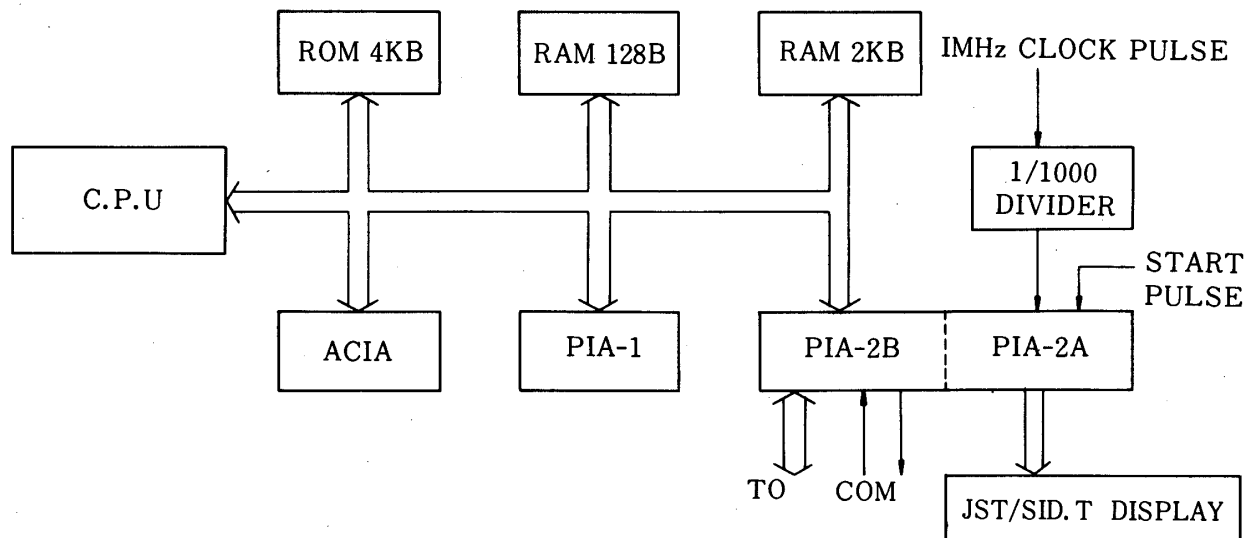 ROM 4KB
RAM 128B
RAM 2KB
IMHz CLOCK PULSE
C.P.U
1/1000
DIVIDER
START
PULSE
ACIA
PIA-1
PIA-2B
PIA-2A
TO
COM
JST/SID.T DISPLAY